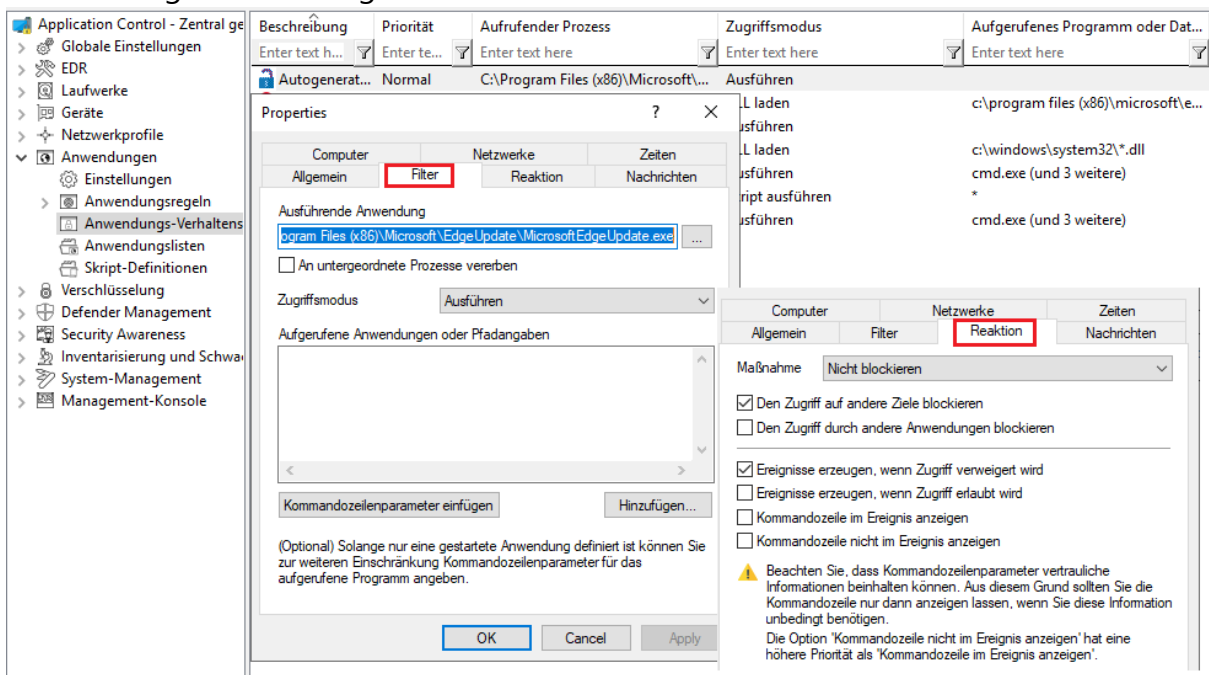 Application Control - Zentral ge
Globale Einstellungen
EDR
Laufwerke
Geräte
Netzwerkprofile
Anwendungen
Einstellungen
Anwendungsregeln
Anwendungs-Verhaltens
Anwendungslisten
Skript-Definitionen
Verschlüsselung
Defender Management
Security Awareness
Inventarisierung und Schwa
System-Management
Management-Konsole
Beschreibung Priorität Aufrufender Prozess Zugriffsmodus Aufgerufenes Programm oder Dat...
Enter text h... Enter te... Enter text here Enter text here Enter text here
Autogenerat... Normal C:\Program Files (x86)\Microsoft\... Ausführen
LL laden c:\program files (x86)\microsoft\e...
usführen
LL laden c:\windows\system32\*.dll
usführen cmd.exe (und 3 weitere)
kript ausführen *
usführen cmd.exe (und 3 weitere)
Properties ? X
Computer Netzwerke Zeiten
Allgemein Filter Reaktion Nachrichten
Ausführende Anwendung
ogram Files (x86)\Microsoft\EdgeUpdate\MicrosoftEdgeUpdate.exe ...
An untergeordnete Prozesse vererben
Zugriffsmodus Ausführen
Aufgerufene Anwendungen oder Pfadangaben
Kommandozeilenparameter einfügen Hinzufügen...
(Optional) Solange nur eine gestartete Anwendung definiert ist können Sie
zur weiteren Einschränkung Kommandozeilenparameter für das
aufgerufene Programm angeben.
OK Cancel Apply
Computer Netzwerke Zeiten
Allgemein Filter Reaktion Nachrichten
Maßnahme Nicht blockieren
Den Zugriff auf andere Ziele blockieren
Den Zugriff durch andere Anwendungen blockieren
Ereignisse erzeugen, wenn Zugriff verweigert wird
Ereignisse erzeugen, wenn Zugriff erlaubt wird
Kommandozeile im Ereignis anzeigen
Kommandozeile nicht im Ereignis anzeigen
Beachten Sie, dass Kommandozeilenparameter vertrauliche
Informationen beinhalten können. Aus diesem Grund sollten Sie die
Kommandozeile nur dann anzeigen lassen, wenn Sie diese Information
unbedingt benötigen.
Die Option 'Kommandozeile nicht im Ereignis anzeigen' hat eine
höhere Priorität als 'Kommandozeile im Ereignis anzeigen'.